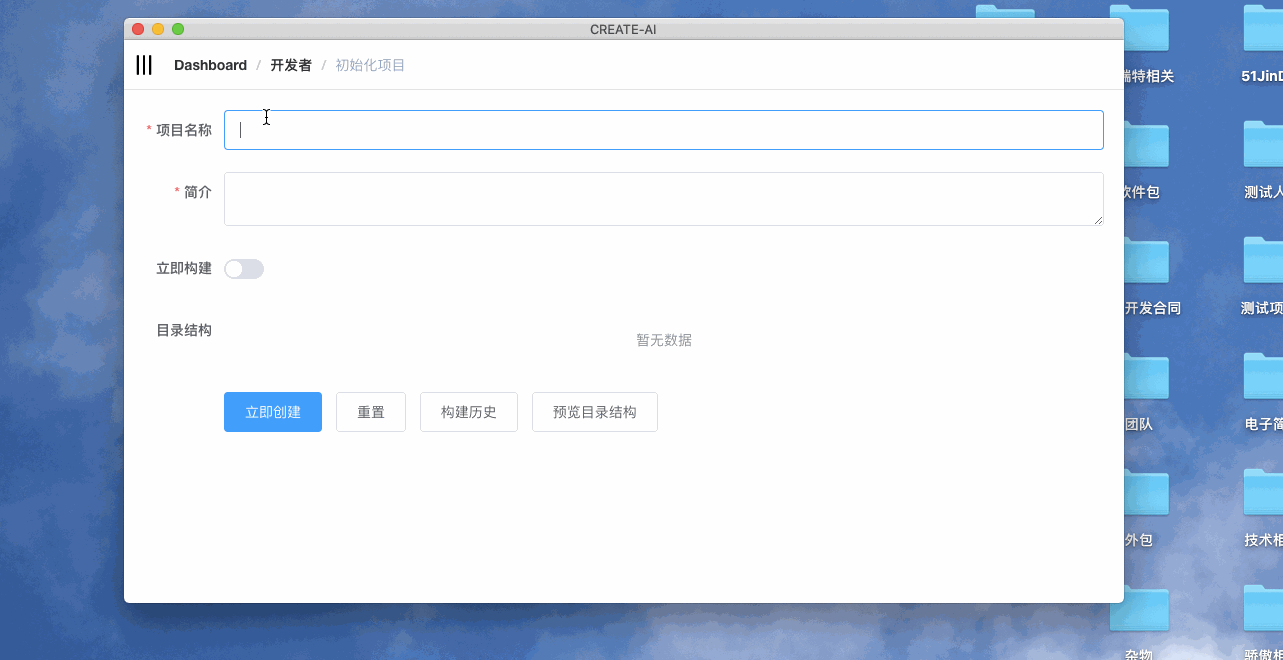 CREATE-AI
Dashboard / 开发者 / 初始化项目
* 项目名称
* 简介
立即构建
目录结构
暂无数据
立即创建 重置 构建历史 预览目录结构
瑞特相关
51JinD
软件包
测试人
开发合同
测试项
团队
电子简
外包
技术相
杂物
骄傲相